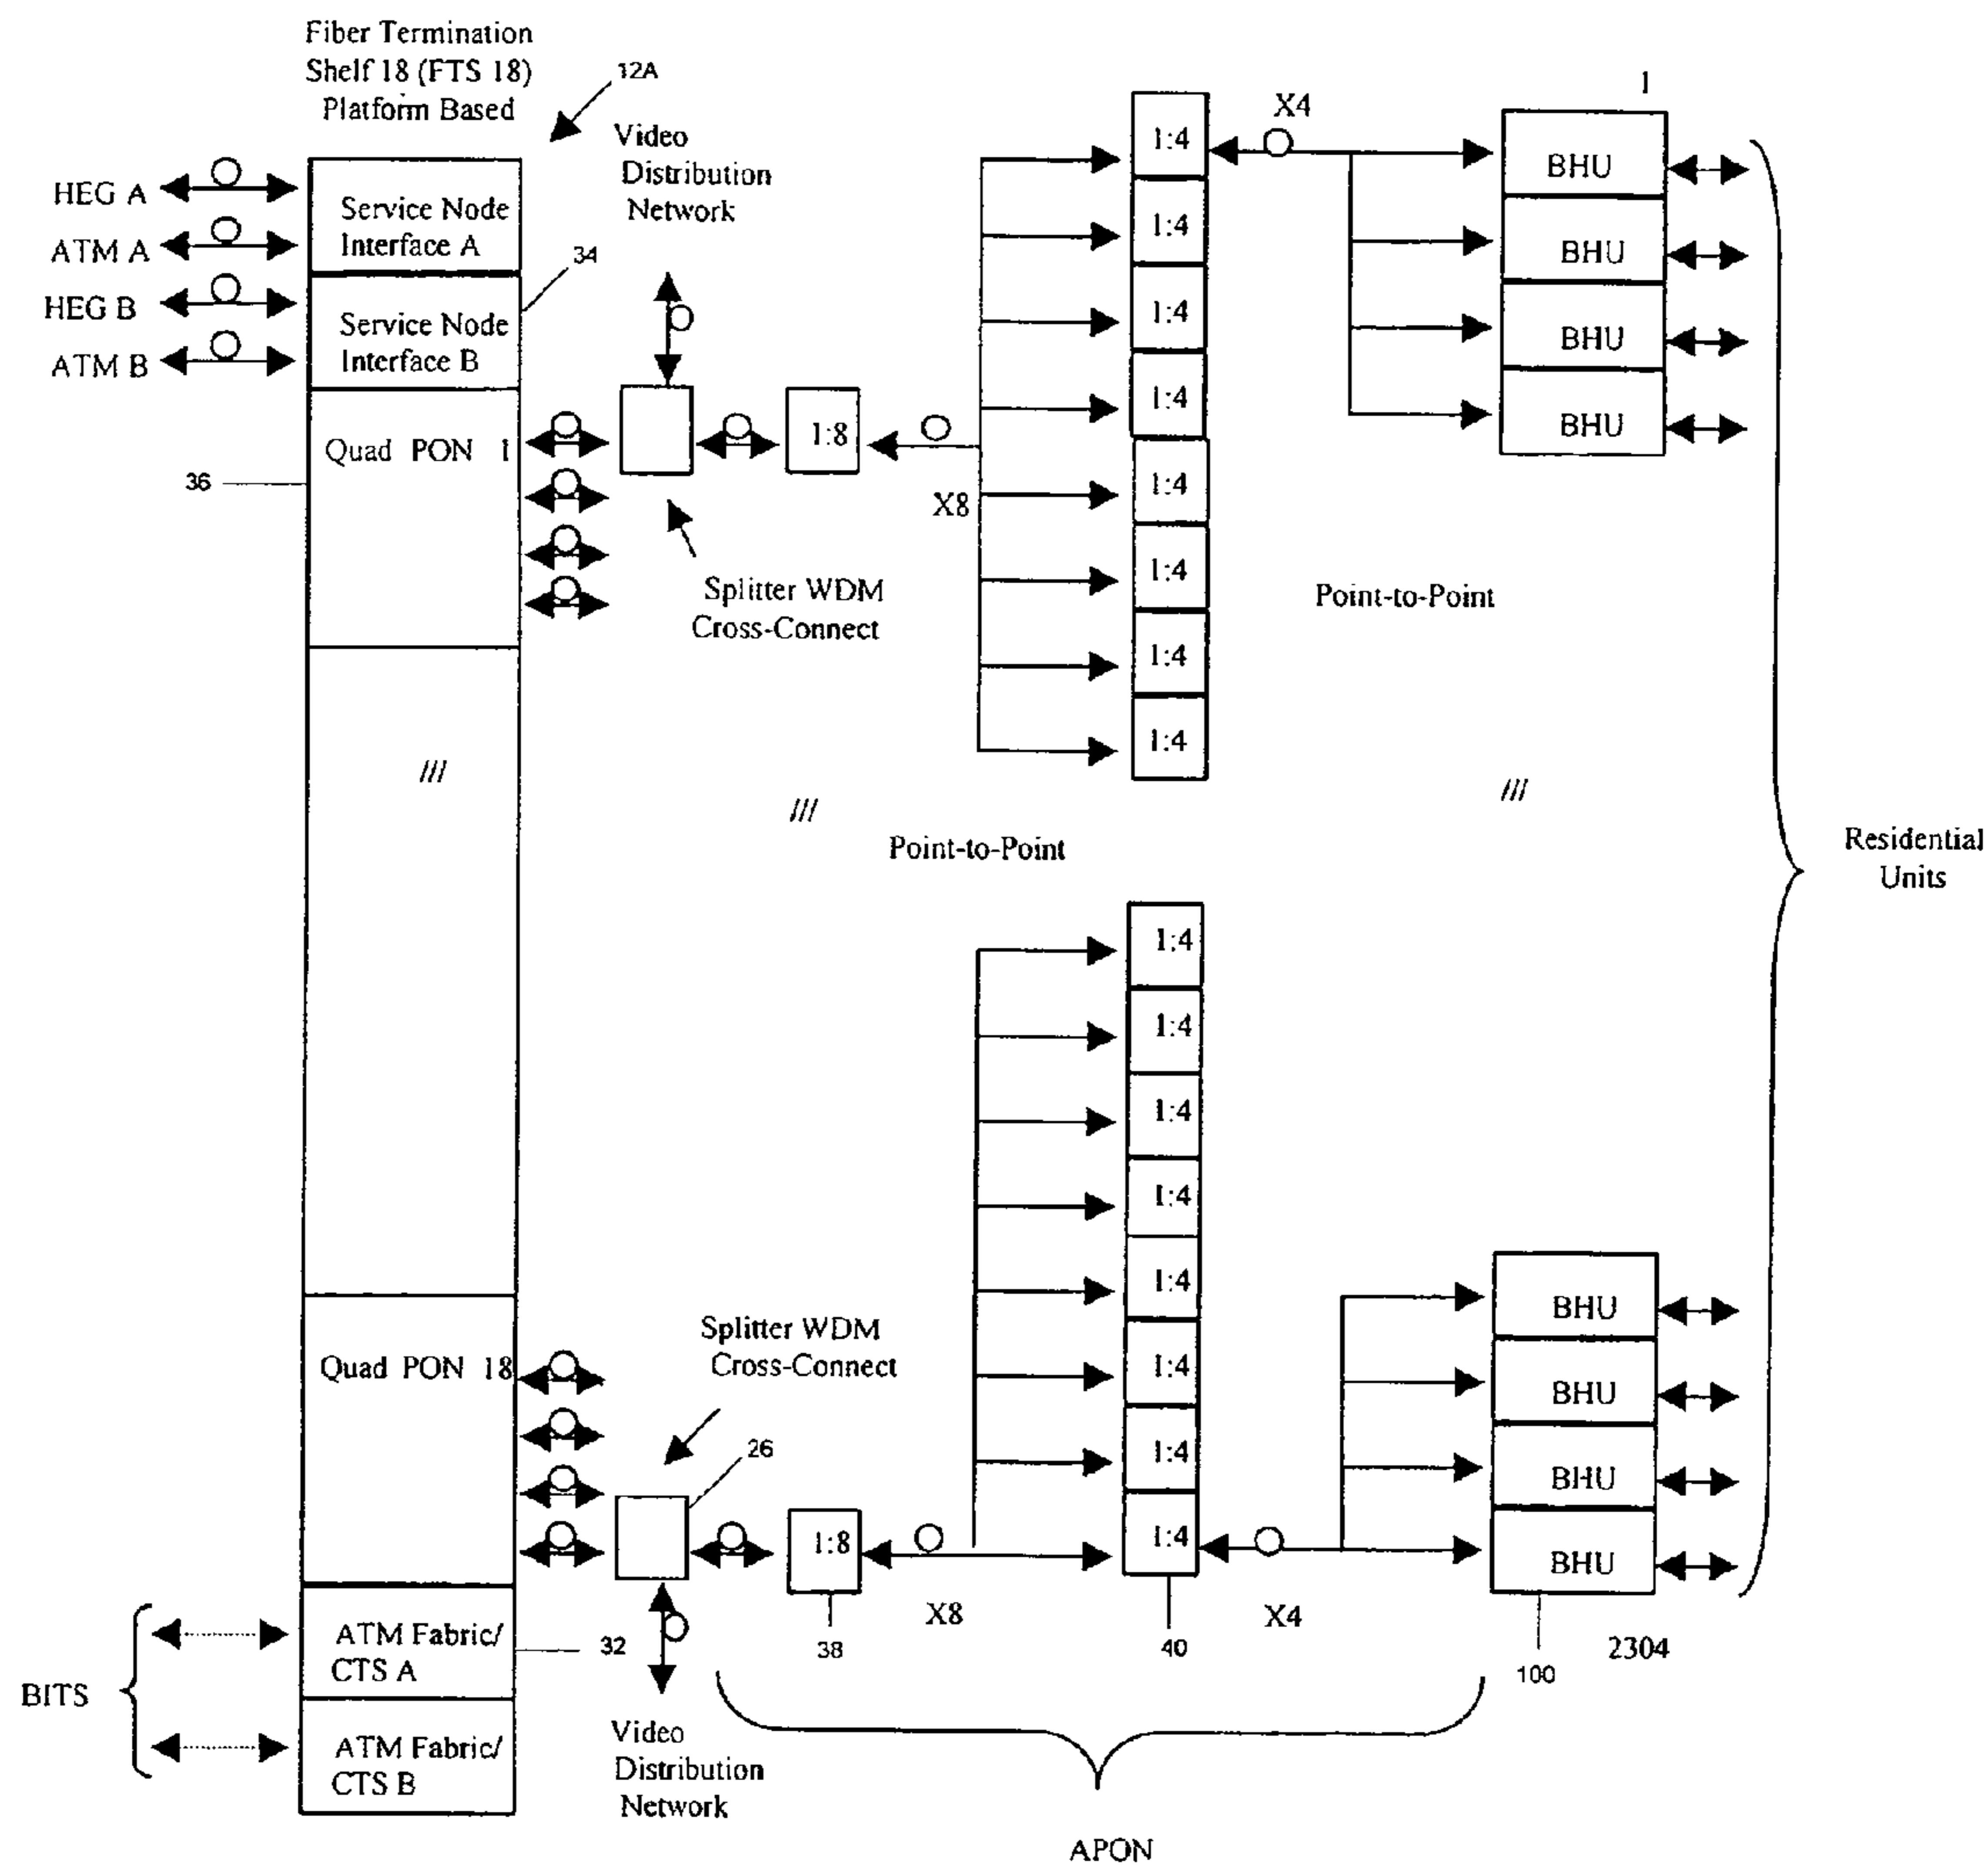 Fiber Termination
Shelf 18 (FTS 18)
Platform Based
12A
Video
Distribution
Network
HEG A
ATM A
HEG B
ATM B
Service Node
Interface A
34
Service Node
Interface B
Quad PON 1
36
1:8
X8
Splitter WDM
Cross-Connect
1:4
1:4
1:4
1:4
1:4
1:4
1:4
1:4
X4
1
BHU
BHU
BHU
BHU
Point-to-Point
///
///
///
Point-to-Point
Residential
Units
Quad PON 18
Splitter WDM
Cross-Connect
26
1:8
38
X8
1:4
1:4
1:4
1:4
1:4
1:4
1:4
1:4
40
X4
BHU
BHU
BHU
BHU
100
2304
BITS
ATM Fabric/
CTS A
32
ATM Fabric/
CTS B
Video
Distribution
Network
APON